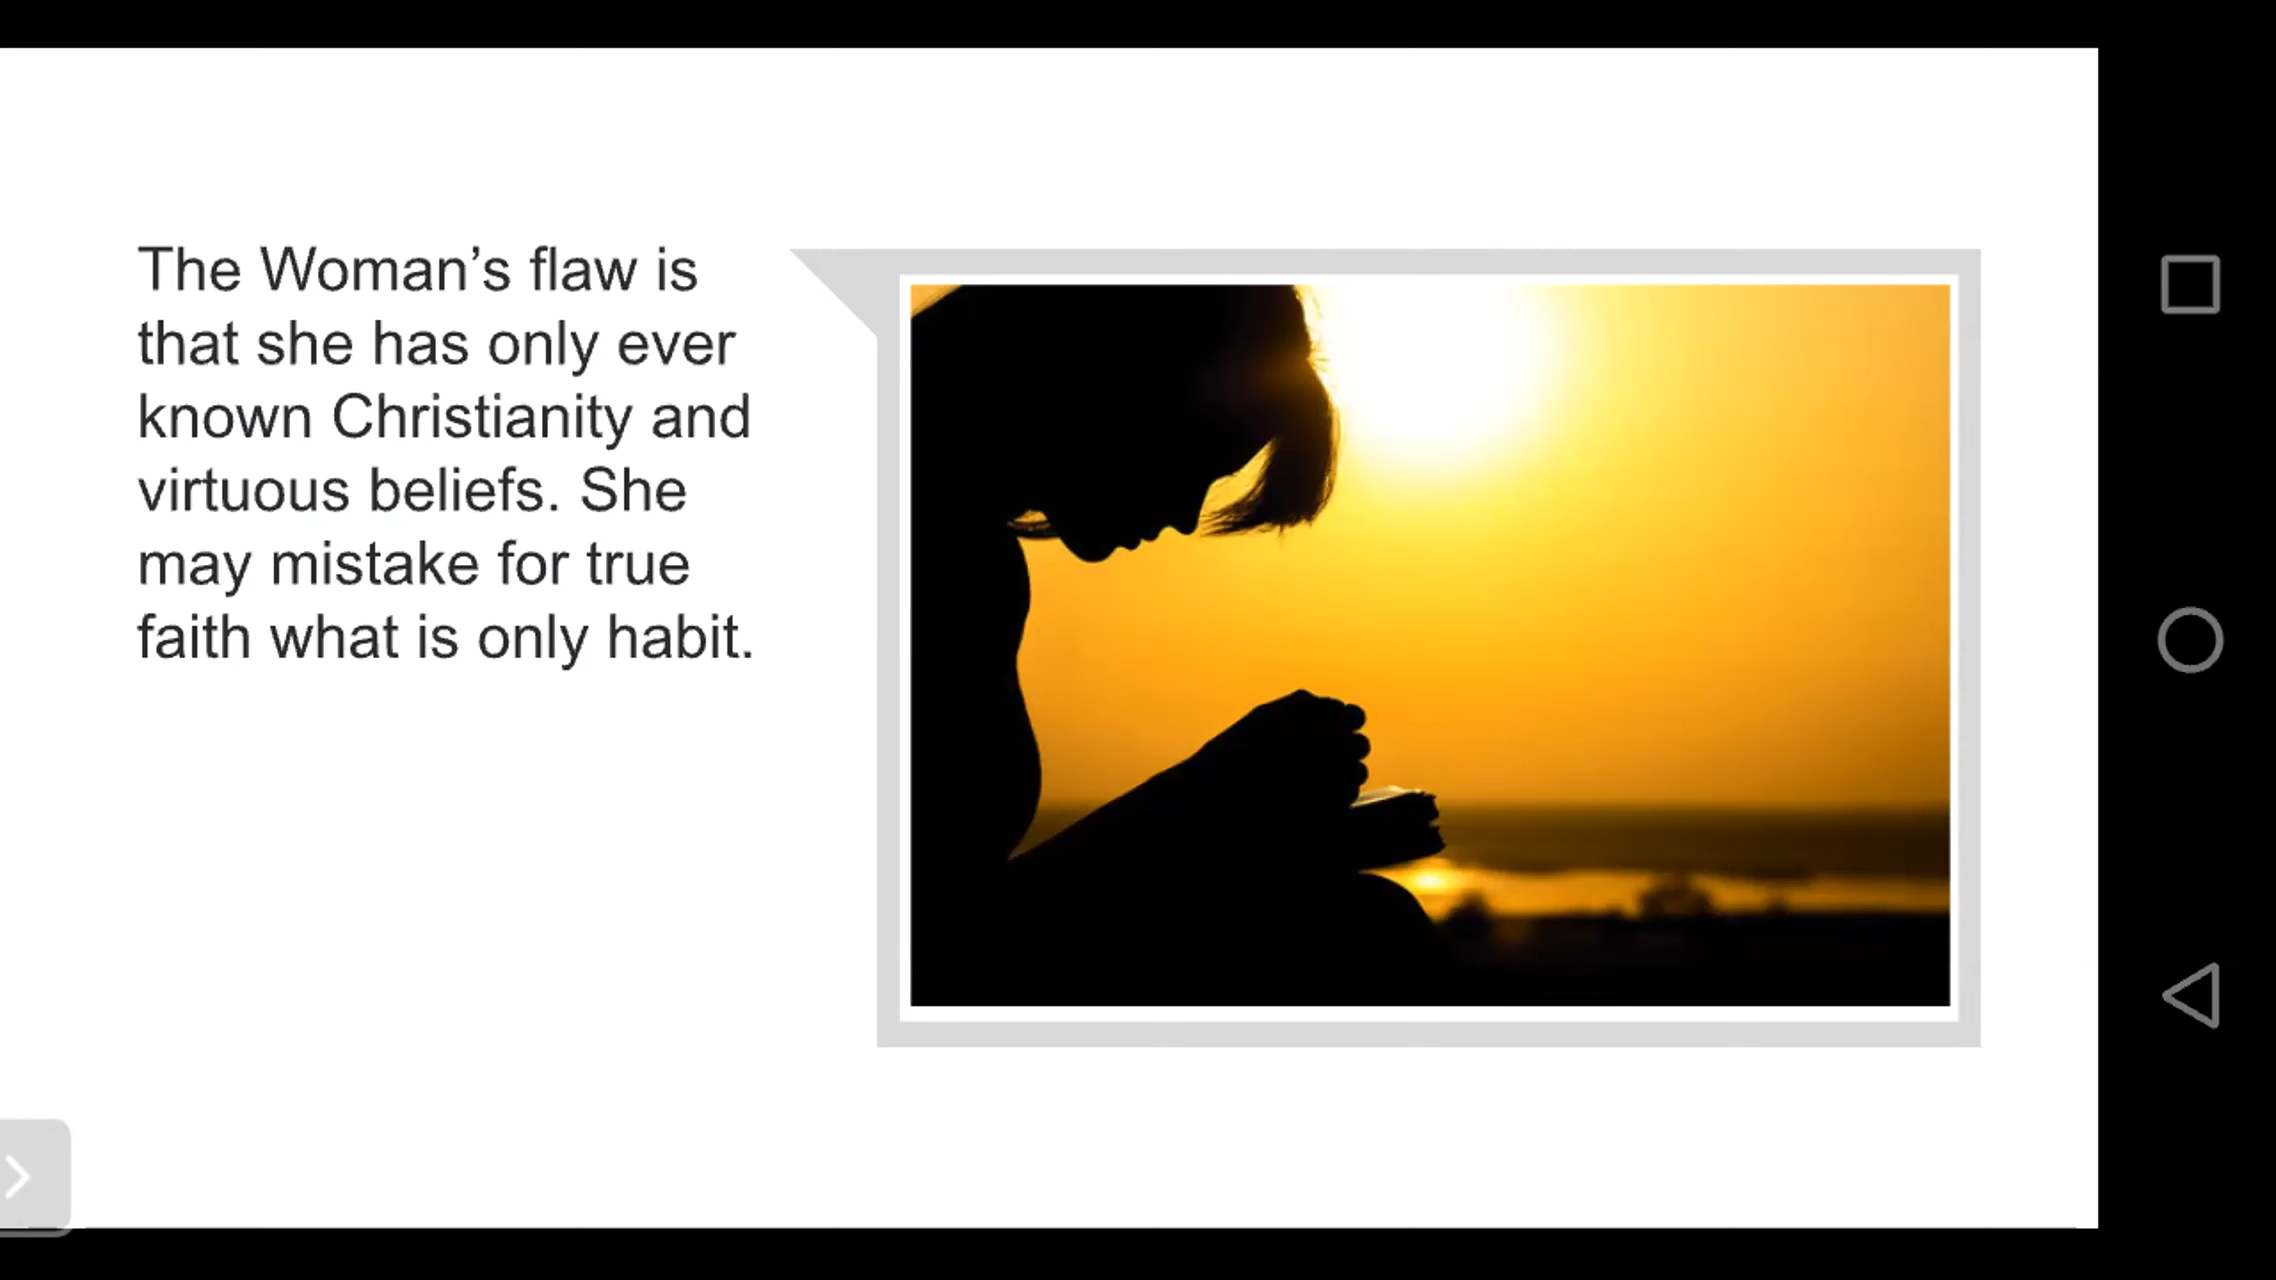 The Woman’s flaw is
that she has only ever
known Christianity and
virtuous beliefs. She
may mistake for true
faith what is only habit.